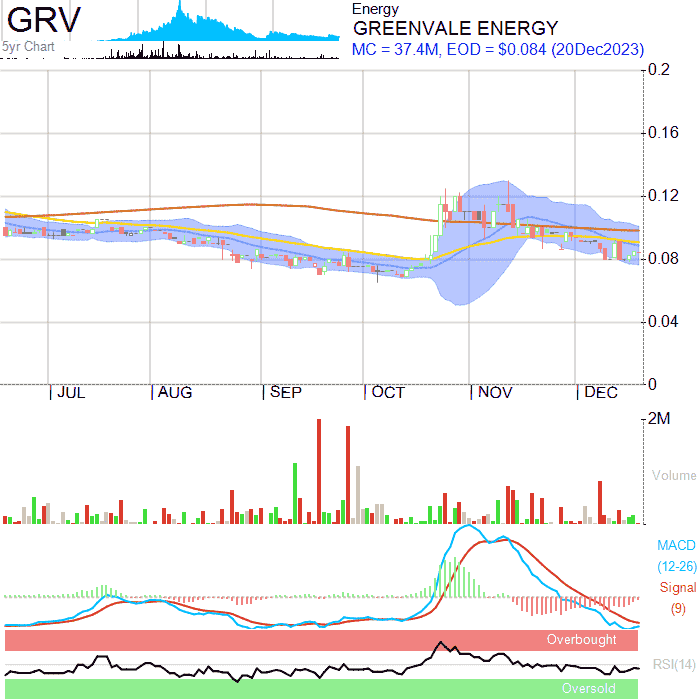 GRV
5yr Chart
Energy
GREENVALE ENERGY
MC = 37.4M, EOD = $0.084 (20Dec2023)
0.2
0.16
0.12
0.08
0.04
0
JUL AUG SEP OCT NOV DEC
2M
Volume
MACD
(12-26)
Signal
(9)
Overbought
RSI(14)
Oversold